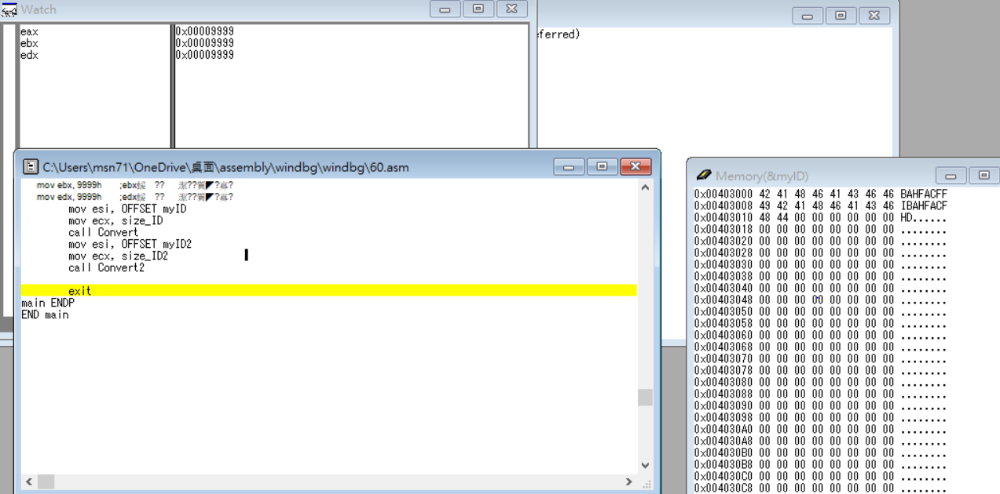 Watch
eax 0x00009999
ebx 0x00009999
edx 0x00009999
ferred)
C:\Users\msn71\OneDrive\桌面\assembly\windbg\windbg\60.asm
mov ebx, 9999h ;ebx
mov edx, 9999h ;edx
mov esi, OFFSET myID
mov ecx, size_ID
call Convert
mov esi, OFFSET myID2
mov ecx, size_ID2
call Convert2
exit
main ENDP
END main
Memory(&myID)
0x00403000 42 41 48 46 41 43 46 46 BAHFACFF
0x00403008 49 42 41 48 46 41 43 46 IBAHFACF
0x00403010 48 44 00 00 00 00 00 00 HD......
0x00403018 00 00 00 00 00 00 00 00 ........
0x00403020 00 00 00 00 00 00 00 00 ........
0x00403028 00 00 00 00 00 00 00 00 ........
0x00403030 00 00 00 00 00 00 00 00 ........
0x00403038 00 00 00 00 00 00 00 00 ........
0x00403040 00 00 00 00 00 00 00 00 ........
0x00403048 00 00 00 00 00 00 00 00 ........
0x00403050 00 00 00 00 00 00 00 00 ........
0x00403058 00 00 00 00 00 00 00 00 ........
0x00403060 00 00 00 00 00 00 00 00 ........
0x00403068 00 00 00 00 00 00 00 00 ........
0x00403070 00 00 00 00 00 00 00 00 ........
0x00403078 00 00 00 00 00 00 00 00 ........
0x00403080 00 00 00 00 00 00 00 00 ........
0x00403088 00 00 00 00 00 00 00 00 ........
0x00403090 00 00 00 00 00 00 00 00 ........
0x00403098 00 00 00 00 00 00 00 00 ........
0x004030A0 00 00 00 00 00 00 00 00 ........
0x004030A8 00 00 00 00 00 00 00 00 ........
0x004030B0 00 00 00 00 00 00 00 00 ........
0x004030B8 00 00 00 00 00 00 00 00 ........
0x004030C0 00 00 00 00 00 00 00 00 ........
0x004030C8 00 00 00 00 00 00 00 00 ........